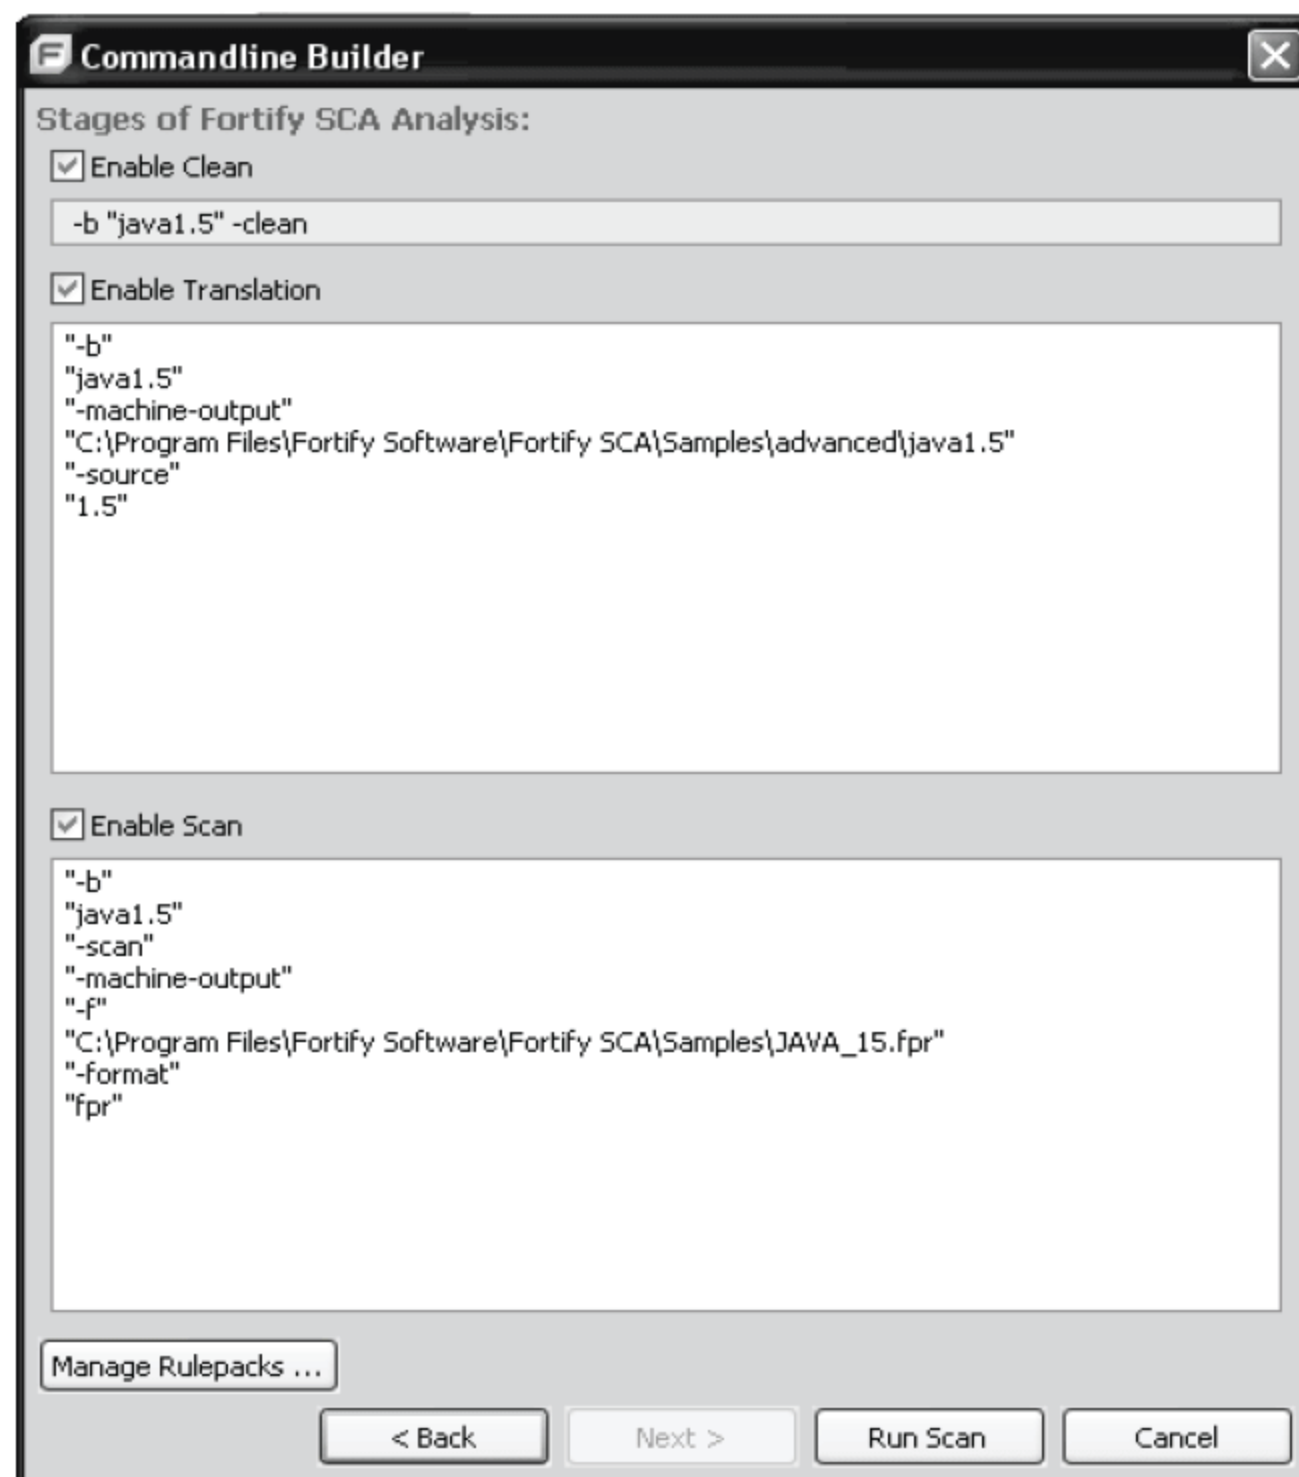 F Commandline Builder
Stages of Fortify SCA Analysis:
Enable Clean
-b "java1.5" -clean
Enable Translation
"-b"
"java1.5"
"-machine-output"
"C:\Program Files\Fortify Software\Fortify SCA\Samples\advanced\java1.5"
"-source"
"1.5"
Enable Scan
"-b"
"java1.5"
"-scan"
"-machine-output"
"-f"
"C:\Program Files\Fortify Software\Fortify SCA\Samples\JAVA_15.fpr"
"-format"
"fpr"
Manage Rulepacks ...
< Back Next > Run Scan Cancel